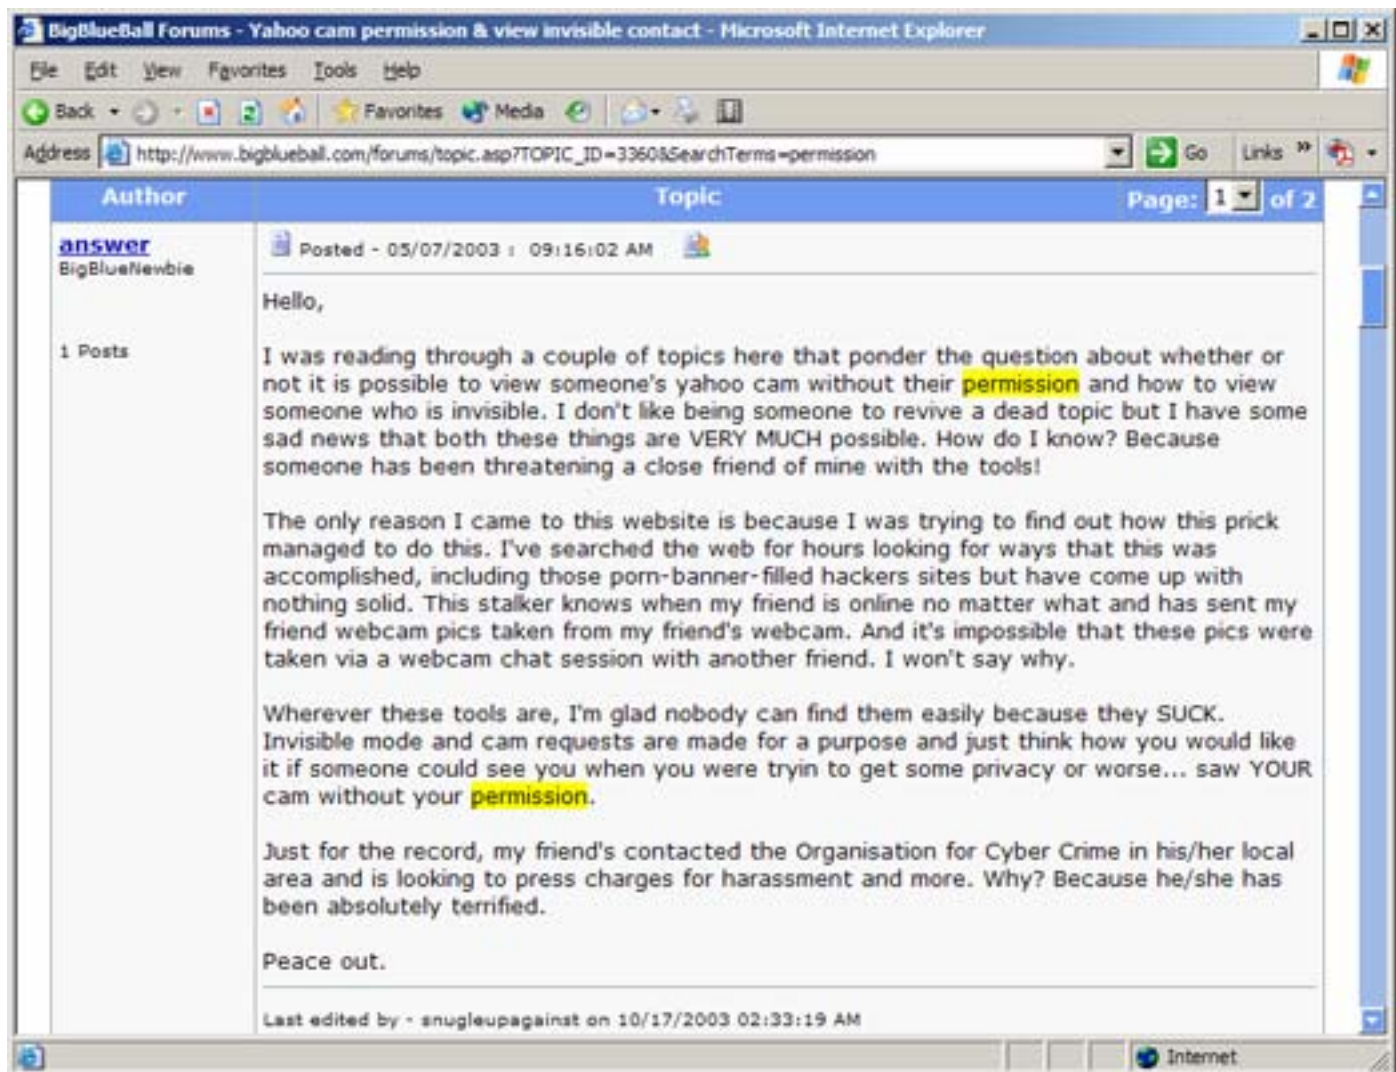 BigBlueBall Forums - Yahoo cam permission & view invisible contact - Microsoft Internet Explorer
File Edit View Favorites Tools Help
Back Favorites Media
Address http://www.bigblueball.com/forums/topic.asp?TOPIC_ID=3360&SearchTerms=permission Go Links »
Author Topic Page: 1 of 2
answer
BigBlueNewbie
1 Posts
Posted - 05/07/2003 : 09:16:02 AM
Hello,
I was reading through a couple of topics here that ponder the question about whether or
not it is possible to view someone's yahoo cam without their permission and how to view
someone who is invisible. I don't like being someone to revive a dead topic but I have some
sad news that both these things are VERY MUCH possible. How do I know? Because
someone has been threatening a close friend of mine with the tools!
The only reason I came to this website is because I was trying to find out how this prick
managed to do this. I've searched the web for hours looking for ways that this was
accomplished, including those porn-banner-filled hackers sites but have come up with
nothing solid. This stalker knows when my friend is online no matter what and has sent my
friend webcam pics taken from my friend's webcam. And it's impossible that these pics were
taken via a webcam chat session with another friend. I won't say why.
Wherever these tools are, I'm glad nobody can find them easily because they SUCK.
Invisible mode and cam requests are made for a purpose and just think how you would like
it if someone could see you when you were tryin to get some privacy or worse... saw YOUR
cam without your permission.
Just for the record, my friend's contacted the Organisation for Cyber Crime in his/her local
area and is looking to press charges for harassment and more. Why? Because he/she has
been absolutely terrified.
Peace out.
Last edited by - snugleupagainst on 10/17/2003 02:33:19 AM
Internet